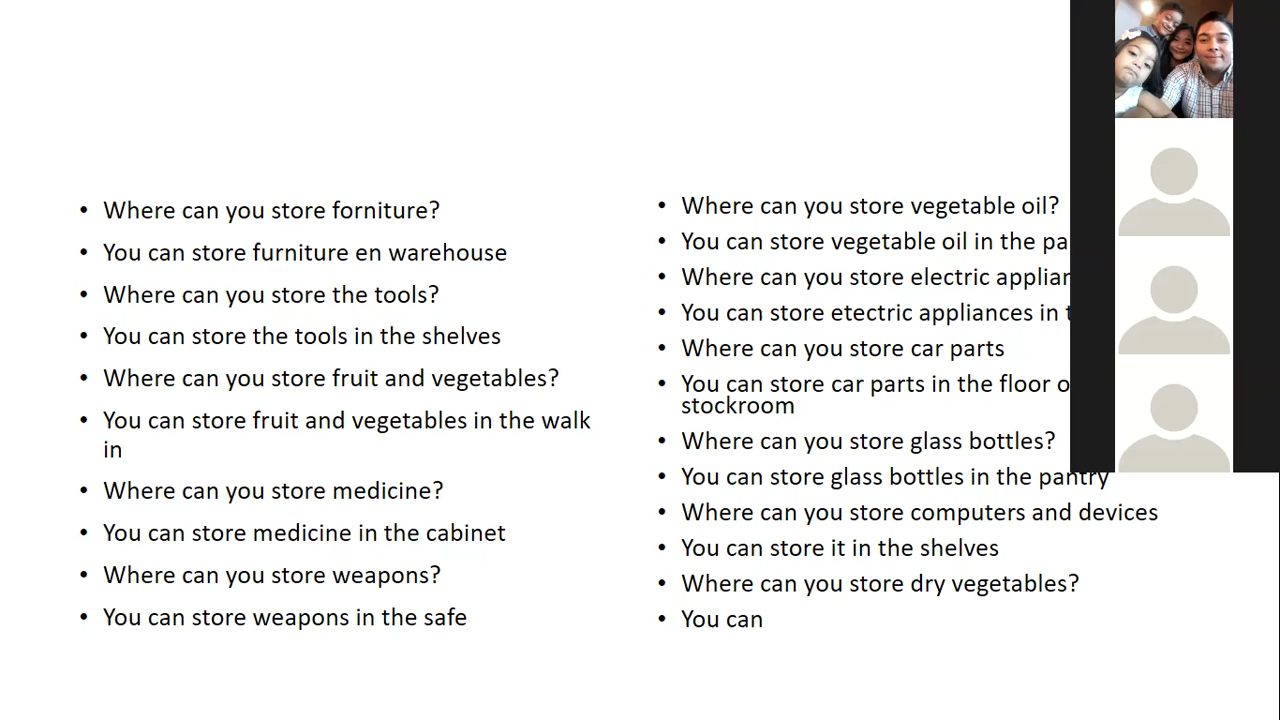 • Where can you store forniture?
• You can store furniture en warehouse
• Where can you store the tools?
• You can store the tools in the shelves
• Where can you store fruit and vegetables?
• You can store fruit and vegetables in the walk
in
• Where can you store medicine?
• You can store medicine in the cabinet
• Where can you store weapons?
• You can store weapons in the safe
• Where can you store vegetable oil?
• You can store vegetable oil in the
• Where can you store electric
• You can store etectric appliances in
• Where can you store car parts
• You can store car parts in the floor
stockroom
• Where can you store glass bottles?
• You can store glass bottles in the pantry
• Where can you store computers and devices
• You can store it in the shelves
• Where can you store dry vegetables?
• You can